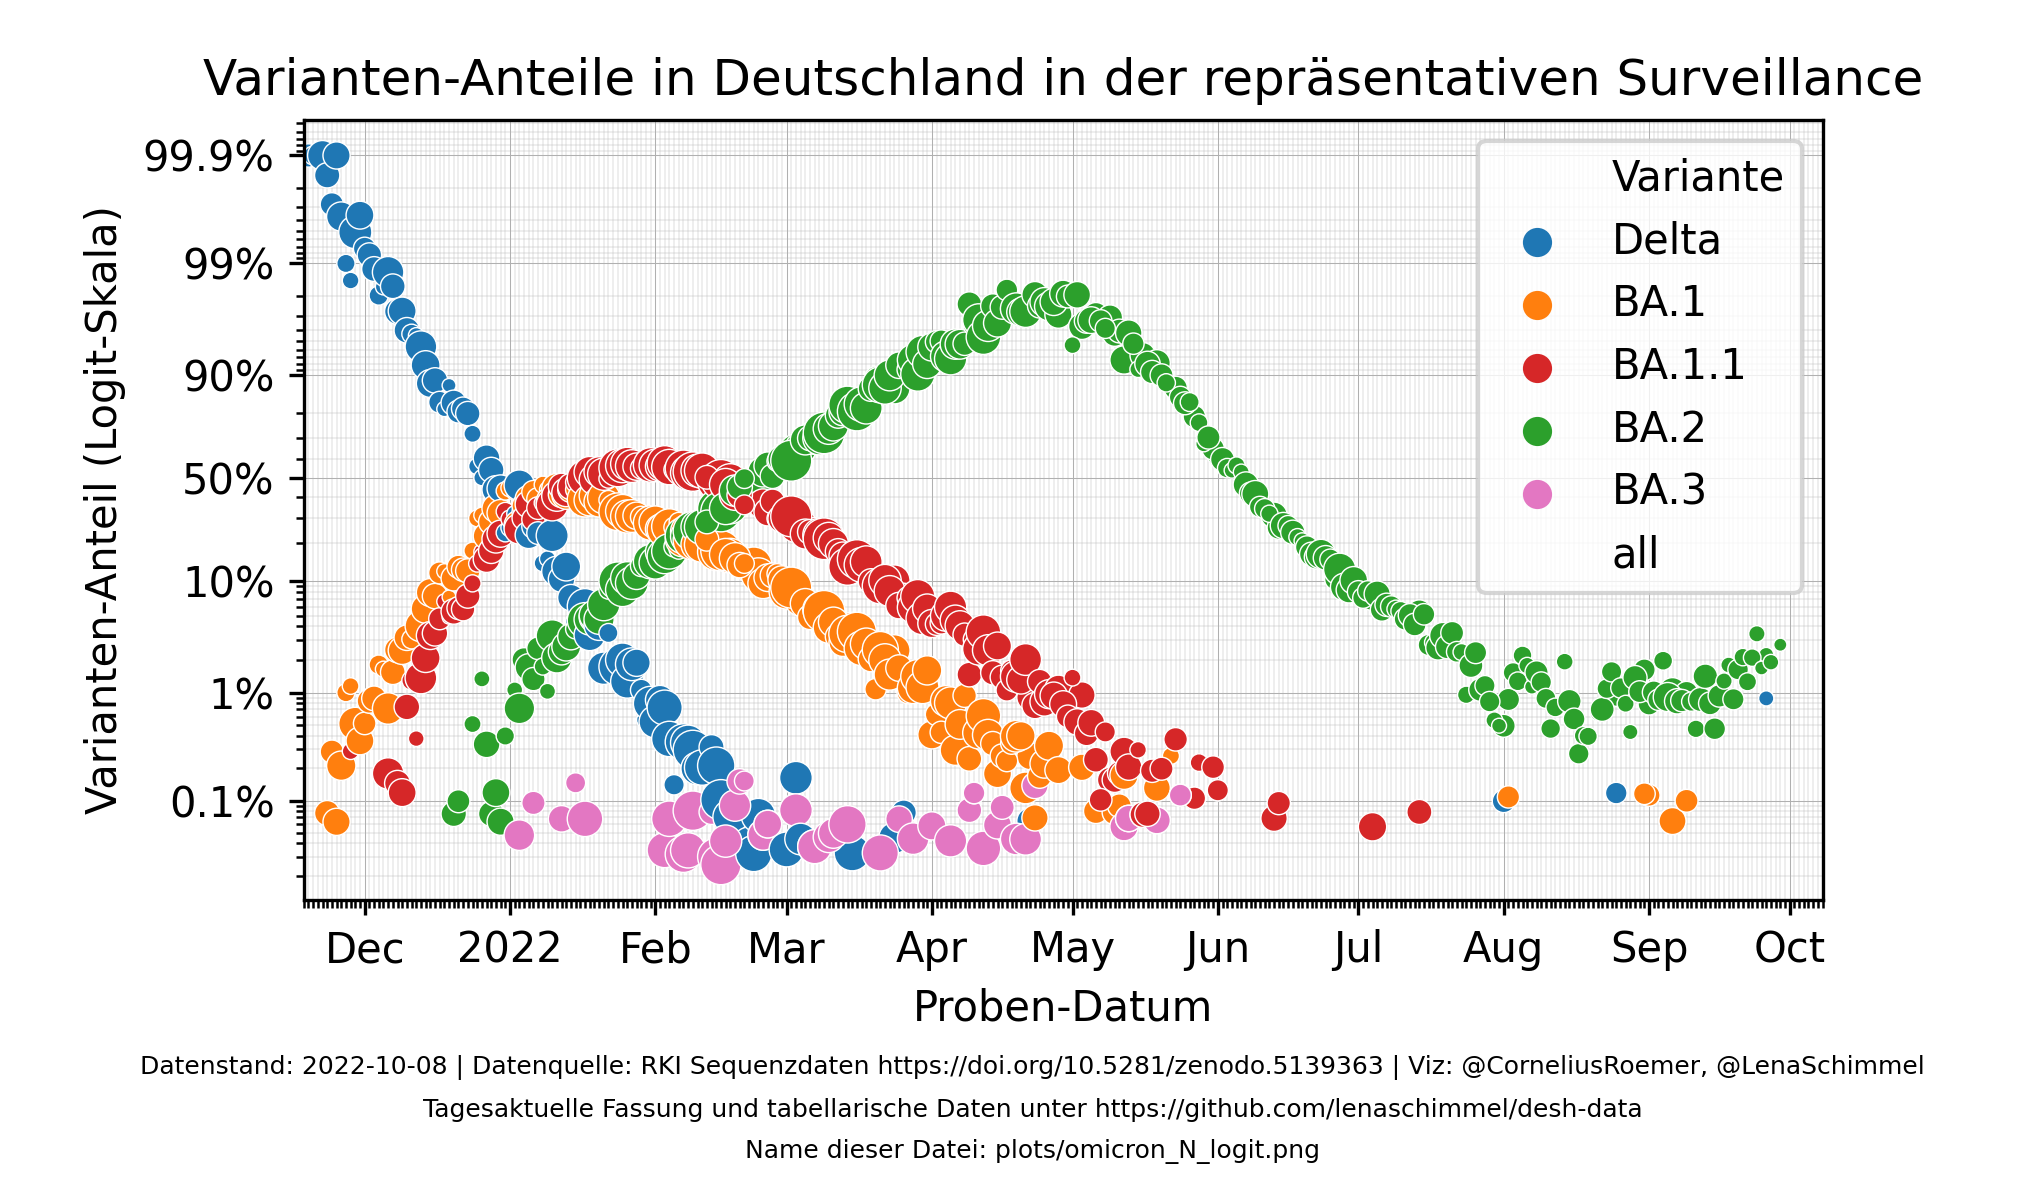 Varianten-Anteile in Deutschland in der repräsentativen Surveillance
Varianten-Anteil (Logit-Skala)
99.9%
99%
90%
50%
10%
1%
0.1%
Variante
Delta
BA.1
BA.1.1
BA.2
BA.3
all
Dec 2022 Feb Mar Apr May Jun Jul Aug Sep Oct
Proben-Datum
Datenstand: 2022-10-08 | Datenquelle: RKI Sequenzdaten https://doi.org/10.5281/zenodo.5139363 | Viz: @CorneliusRoemer, @LenaSchimmel
Tagesaktuelle Fassung und tabellarische Daten unter https://github.com/lenaschimmel/desh-data
Name dieser Datei: plots/omicron_N_logit.png